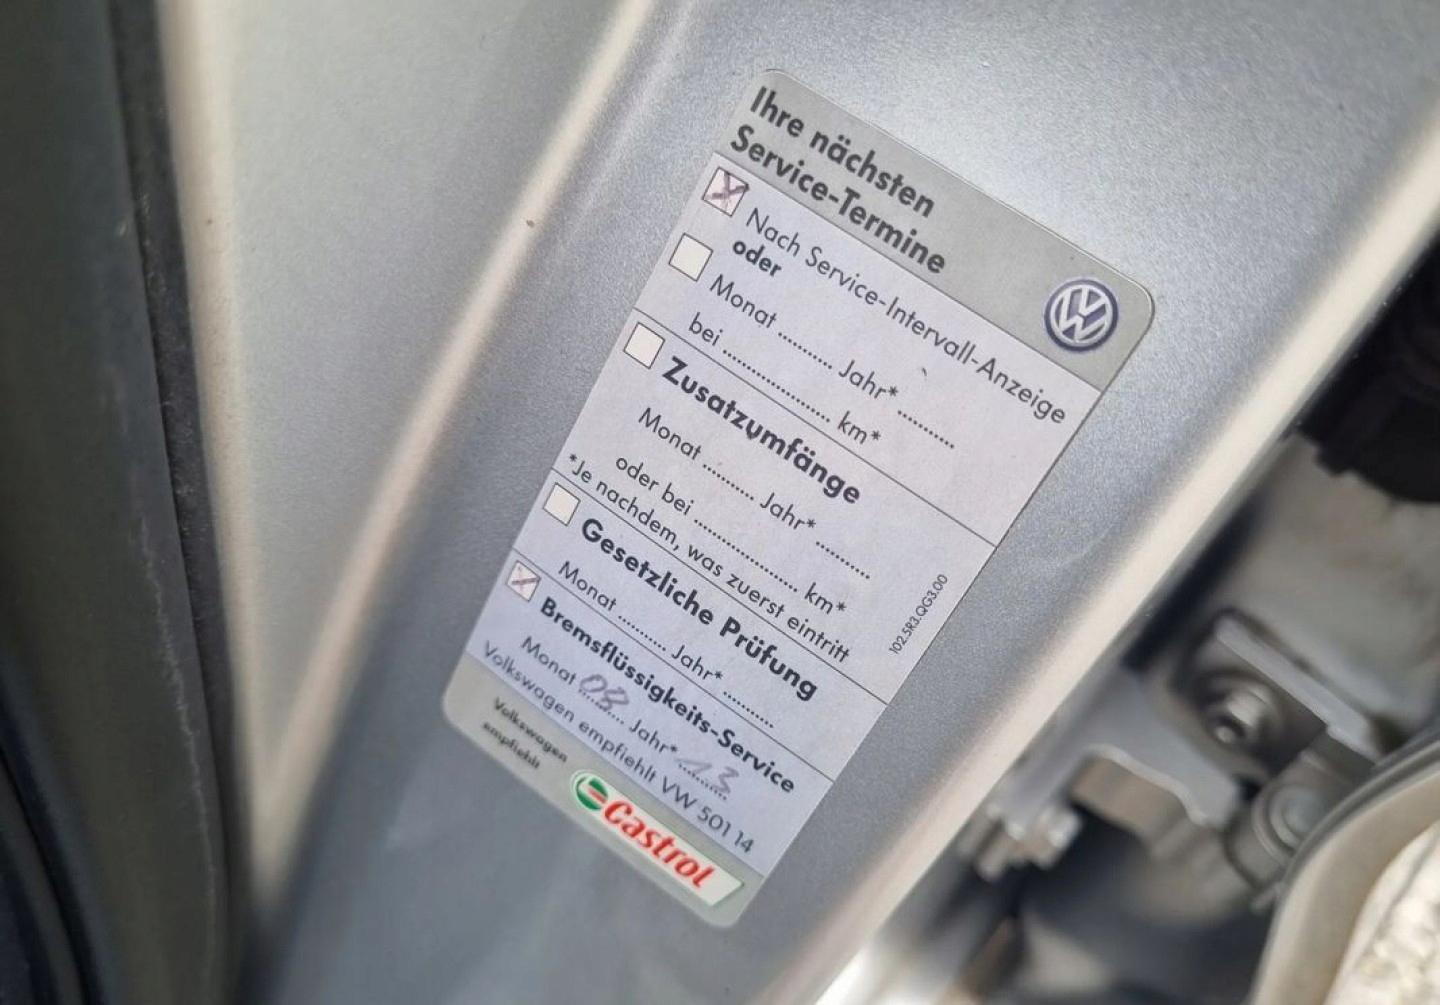 Ihre nächsten
Service-Termine
X Nach Service-Intervall-Anzeige
oder
Monat .......... Jahr*..........
bei .................... km*
Zusatzumfänge
Monat .......... Jahr*..........
oder bei .................... km*
*Je nachdem, was zuerst eintritt
Gesetzliche Prüfung
Monat .......... Jahr*..........
Bremsflüssigkeits-Service
Monat 08 Jahr* 13
Volkswagen empfiehlt VW 501 14
102.5R3.QG3.00
Volkswagen
empfiehlt
Castrol
VW